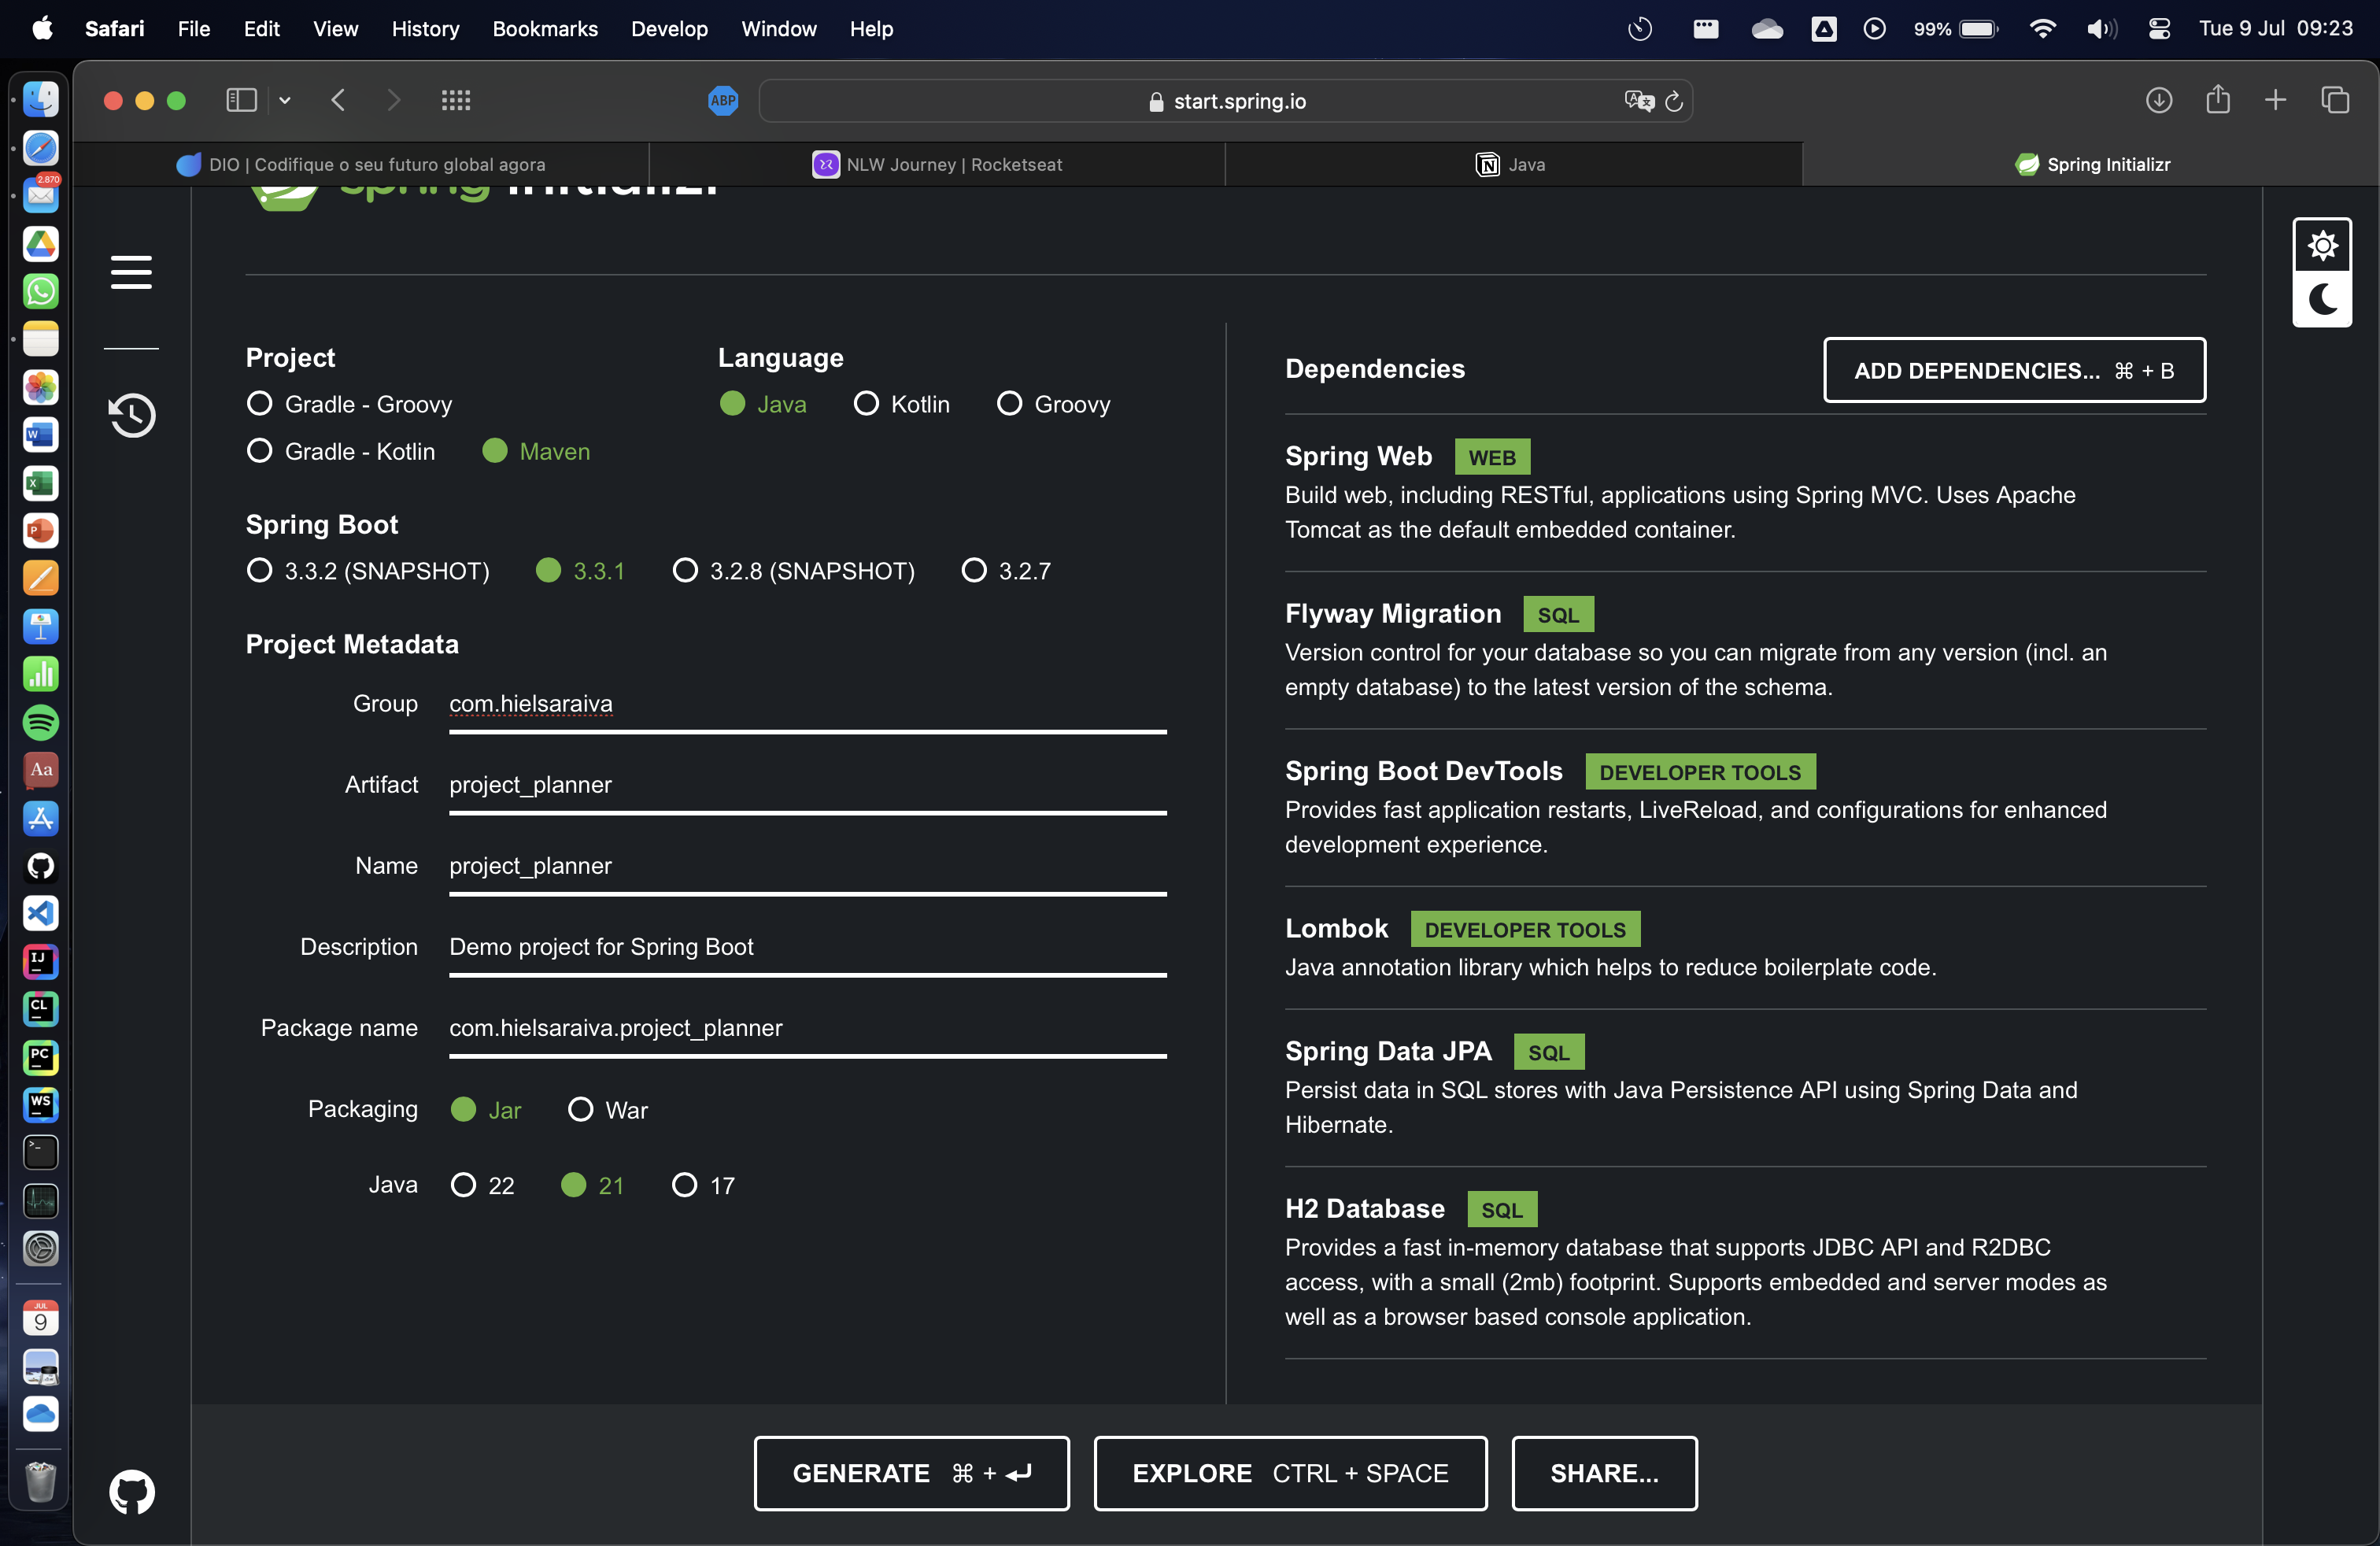 Safari File Edit View History Bookmarks Develop Window Help 99% Tue 9 Jul 09:23
ABP start.spring.io
DIO | Codifique o seu futuro global agora
NLW Journey | Rocketseat
Java
Spring Initializr
spring initializr
2.870
Project
Gradle - Groovy
Gradle - Kotlin Maven
Language
Java Kotlin Groovy
Spring Boot
3.3.2 (SNAPSHOT) 3.3.1 3.2.8 (SNAPSHOT) 3.2.7
Project Metadata
Group com.hielsaraiva
Artifact project_planner
Name project_planner
Description Demo project for Spring Boot
Package name com.hielsaraiva.project_planner
Packaging Jar War
Java 22 21 17
Dependencies
ADD DEPENDENCIES... ⌘ + B
Spring Web WEB
Build web, including RESTful, applications using Spring MVC. Uses Apache
Tomcat as the default embedded container.
Flyway Migration SQL
Version control for your database so you can migrate from any version (incl. an
empty database) to the latest version of the schema.
Spring Boot DevTools DEVELOPER TOOLS
Provides fast application restarts, LiveReload, and configurations for enhanced
development experience.
Lombok DEVELOPER TOOLS
Java annotation library which helps to reduce boilerplate code.
Spring Data JPA SQL
Persist data in SQL stores with Java Persistence API using Spring Data and
Hibernate.
H2 Database SQL
Provides a fast in-memory database that supports JDBC API and R2DBC
access, with a small (2mb) footprint. Supports embedded and server modes as
well as a browser based console application.
GENERATE ⌘ + ↵
EXPLORE CTRL + SPACE
SHARE...
W
X
P
Aa
IJ
CL
PC
WS
JUL
9